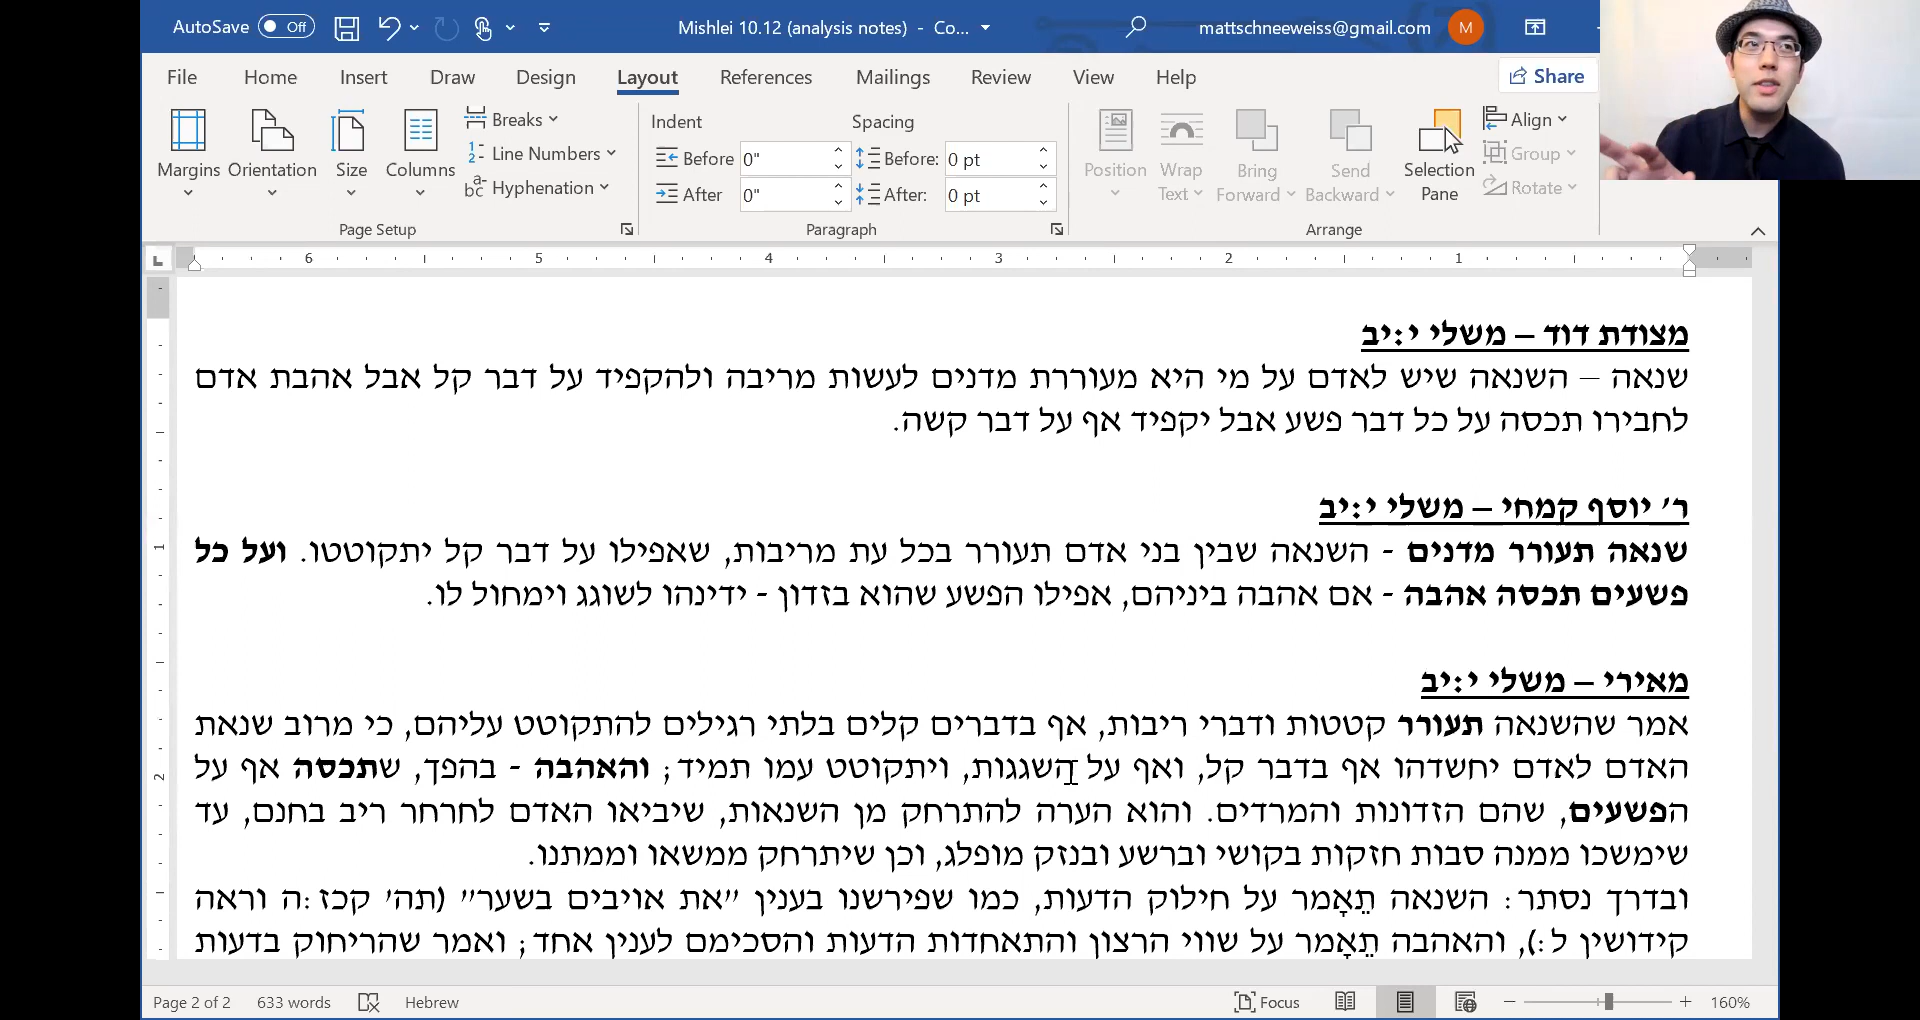 AutoSave Off Mishlei 10.12 (analysis notes) - Co... mattschneeweiss@gmail.com M
File Home Insert Draw Design Layout References Mailings Review View Help Share
Margins Orientation Size Columns
Breaks
Line Numbers
Hyphenation
Page Setup
Indent Spacing
Before 0" Before: 0 pt
After 0" After: 0 pt
Paragraph
Position Wrap Text Bring Forward Send Backward Selection Pane
Align
Group
Rotate
Arrange
6 5 4 3 2 1
מצודת דוד – משלי י:יב
שנאה – השנאה שיש לאדם על מי היא מעוררת מדנים לעשות מריבה ולהקפיד על דבר קל אבל אהבת אדם
לחבירו תכסה על כל דבר פשע אבל יקפיד אף על דבר קשה.
ר' יוסף קמחי – משלי י:יב
שנאה תעורר מדנים - השנאה שבין בני אדם תעורר בכל עת מריבות, שאפילו על דבר קל יתקוטטו. ועל כל
פשעים תכסה אהבה - אם אהבה ביניהם, אפילו הפשע שהוא בזדון - ידינהו לשוגג וימחול לו.
מאירי – משלי י:יב
אמר שהשנאה תעורר קטטות ודברי ריבות, אף בדברים קלים בלתי רגילים להתקוטט עליהם, כי מרוב שנאת
האדם לאדם יחשדהו אף בדבר קל, ואף על השגגות, ויתקוטט עמו תמיד; והאהבה - בהפך, שתכסה אף על
הפשעים, שהם הזדונות והמרדים. והוא הערה להתרחק מן השנאות, שיביאו האדם לחרחר ריב בחנם, עד
שימשכו ממנה סבות חזקות בקושי וברשע ובנזק מופלג, וכן שיתרחק ממשאו וממתנו.
ובדרך נסתר: השנאה תֵאָמר על חילוק הדעות, כמו שפירשנו בענין "את אויבים בשער" (תה' קכז:ה וראה
קידושין ל:), והאהבה תֵאָמר על שווי הרצון והתאחדות הדעות והסכימם לענין אחד; ואמר שהריחוק בדעות
1
2
Page 2 of 2 633 words Hebrew Focus 160%